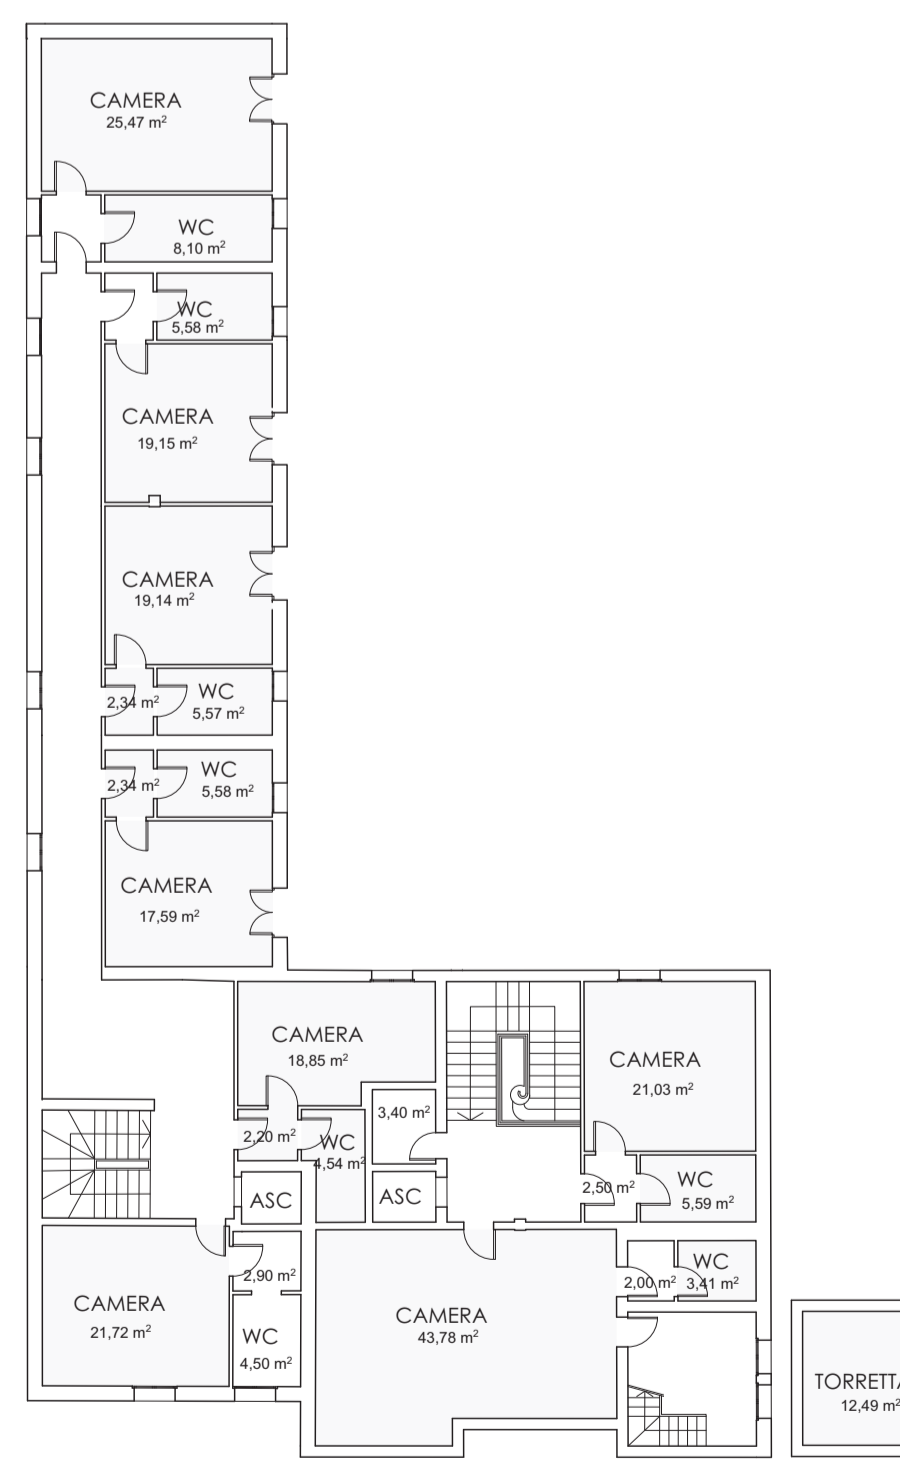 CAMERA
25,47 m²
WC
8,10 m²
WC
5,58 m²
CAMERA
19,15 m²
CAMERA
19,14 m²
2,34 m²
WC
5,57 m²
2,34 m²
WC
5,58 m²
CAMERA
17,59 m²
CAMERA
18,85 m²
CAMERA
21,03 m²
3,40 m²
2,20 m²
WC
4,54 m²
ASC
ASC
2,50 m²
WC
5,59 m²
2,90 m²
CAMERA
21,72 m²
WC
4,50 m²
CAMERA
43,78 m²
2,00 m²
WC
3,41 m²
TORRETTA
12,49 m²